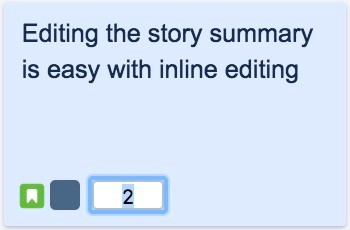 Editing the story summary
is easy with inline editing
2